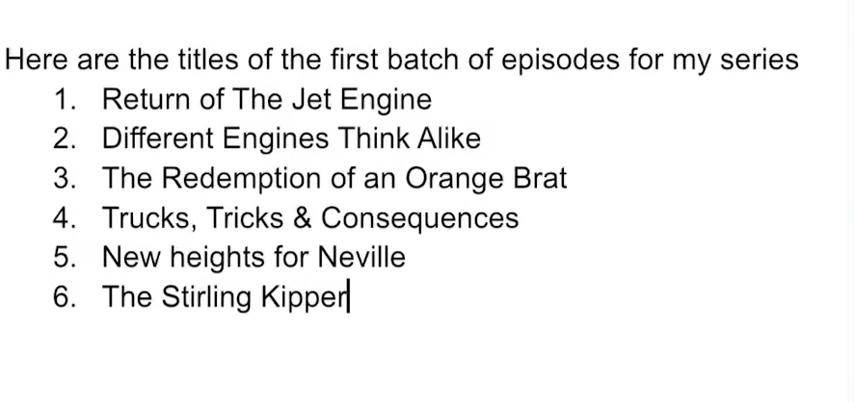 Here are the titles of the first batch of episodes for my series
1. Return of The Jet Engine
2. Different Engines Think Alike
3. The Redemption of an Orange Brat
4. Trucks, Tricks & Consequences
5. New heights for Neville
6. The Stirling Kipper